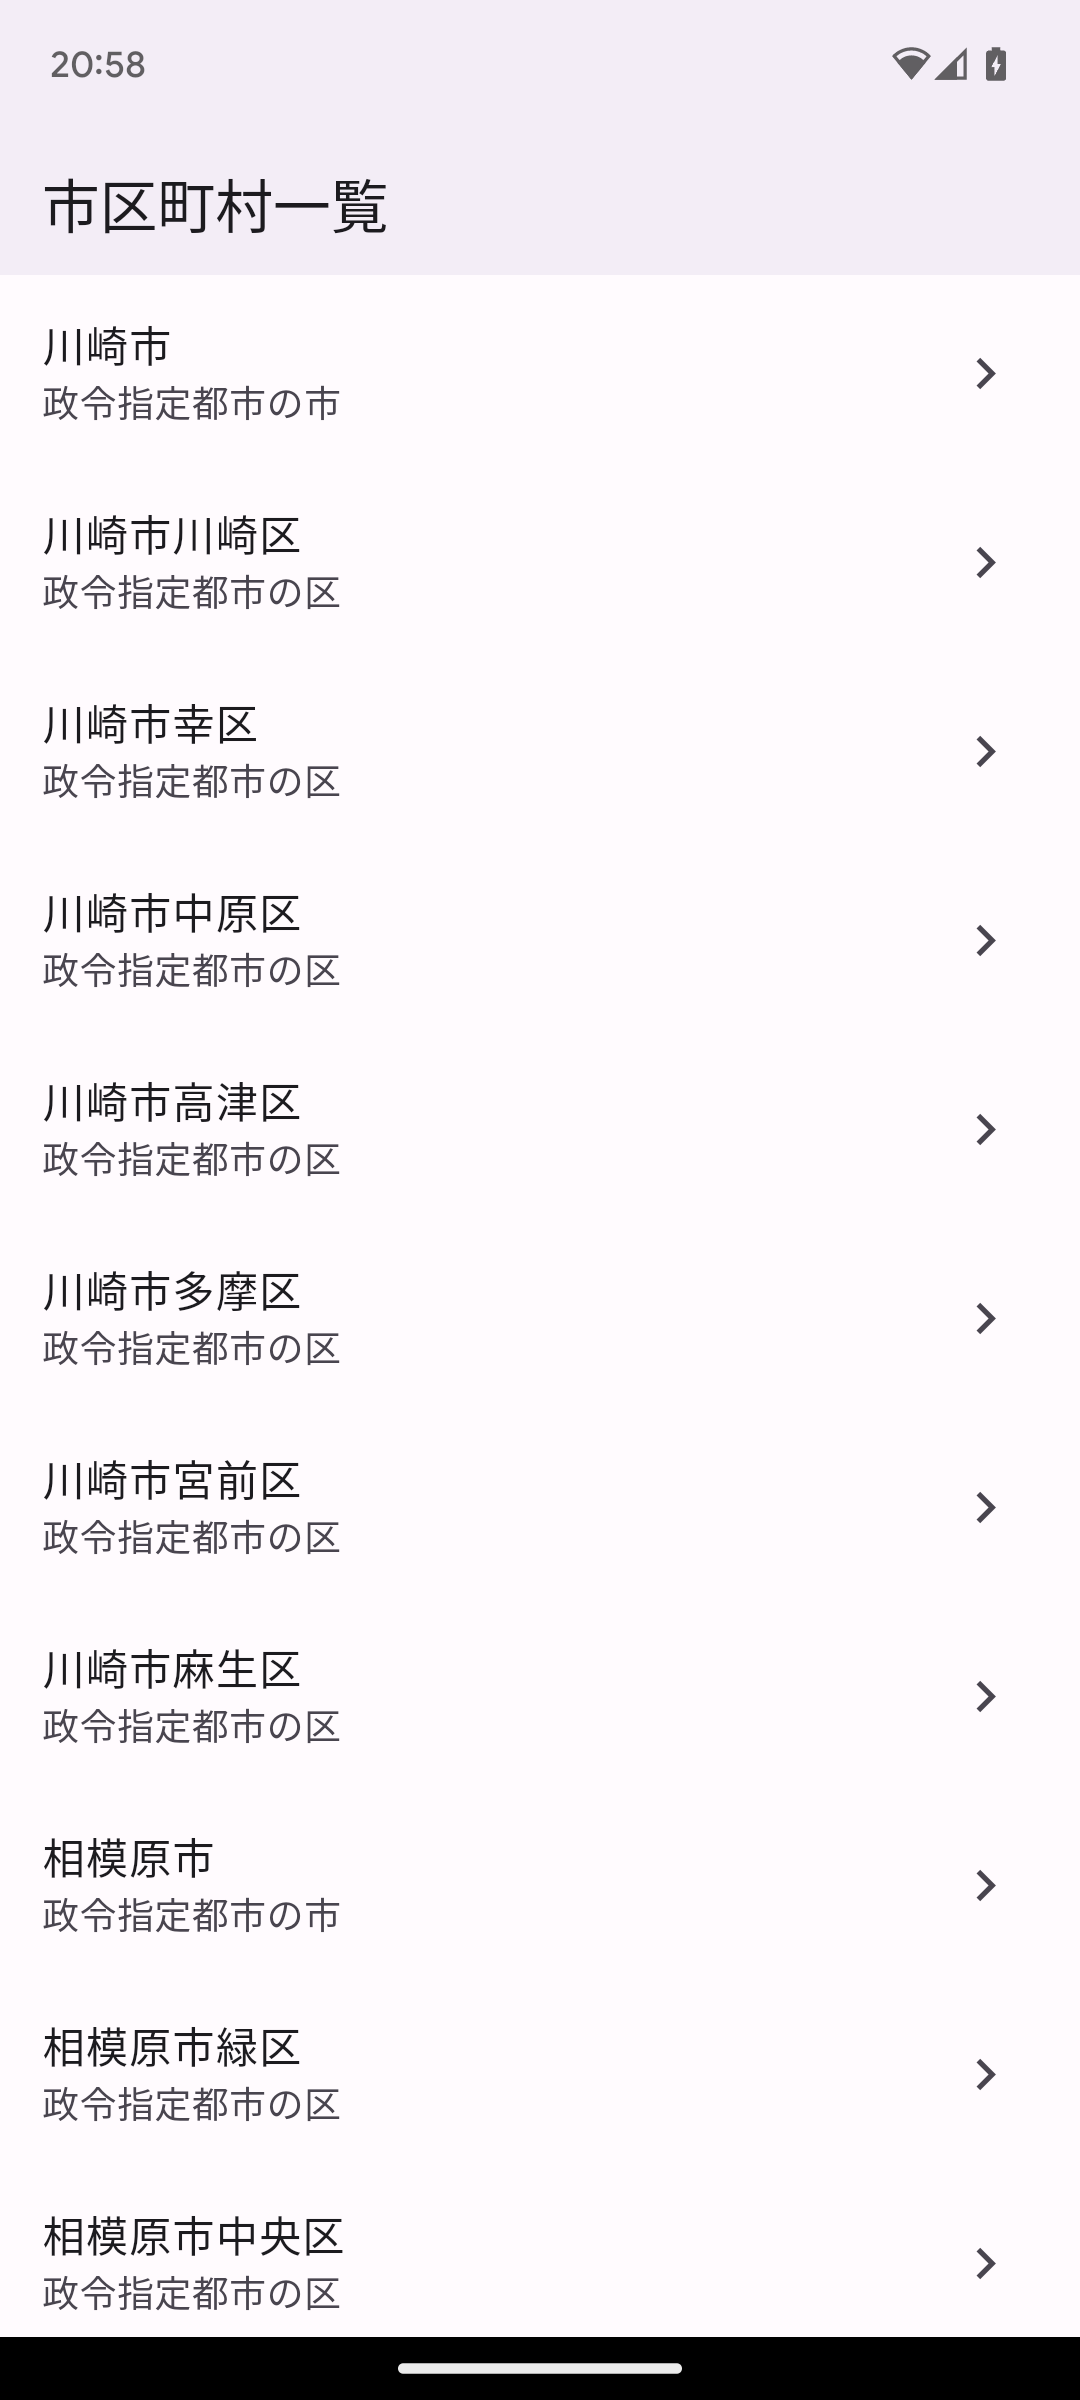 20:58
市区町村一覧
川崎市
政令指定都市の市
川崎市川崎区
政令指定都市の区
川崎市幸区
政令指定都市の区
川崎市中原区
政令指定都市の区
川崎市高津区
政令指定都市の区
川崎市多摩区
政令指定都市の区
川崎市宮前区
政令指定都市の区
川崎市麻生区
政令指定都市の区
相模原市
政令指定都市の市
相模原市緑区
政令指定都市の区
相模原市中央区
政令指定都市の区